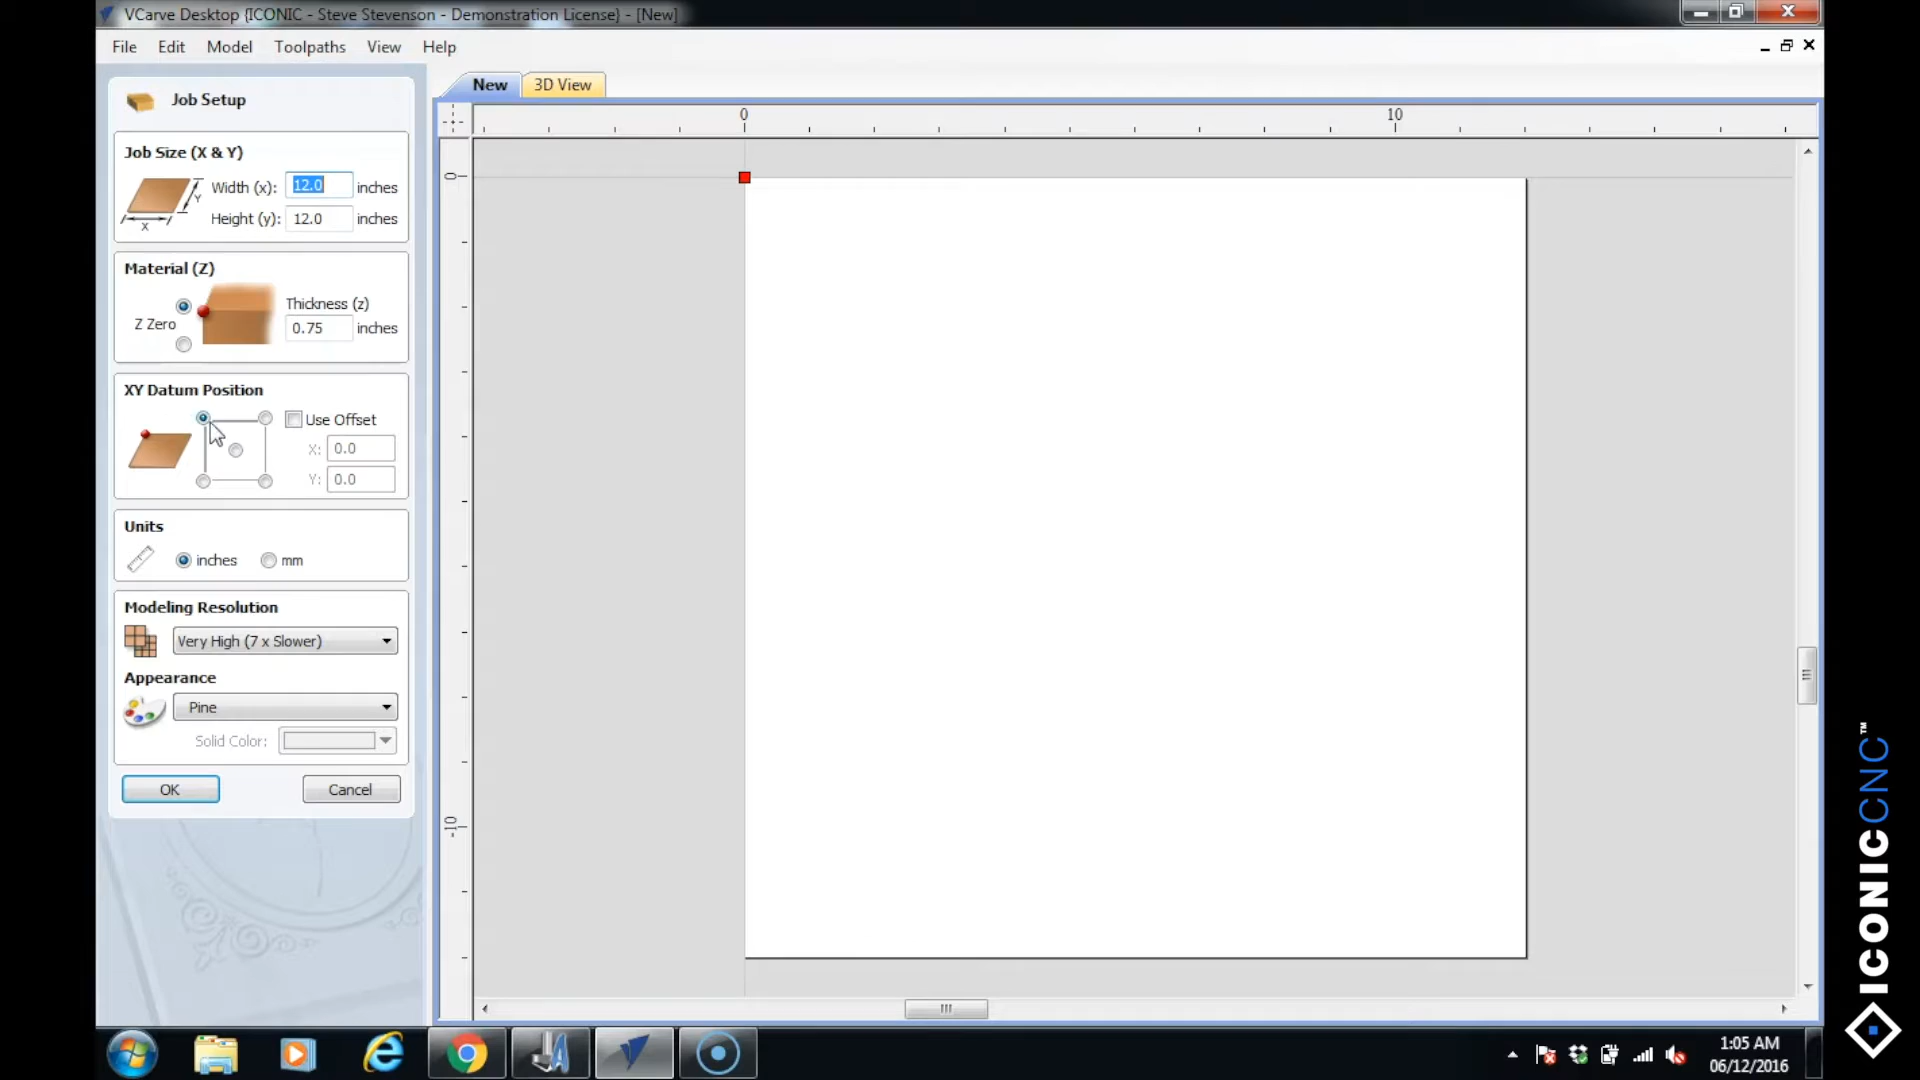 VCarve Desktop {ICONIC - Steve Stevenson - Demonstration License} - [New]
File Edit Model Toolpaths View Help
Job Setup
New 3D View
0 10
Job Size (X & Y)
Width (x): 12.0 inches
Height (y): 12.0 inches
Y
X
0
Material (Z)
Thickness (z)
Z Zero 0.75 inches
XY Datum Position
Use Offset
X: 0.0
Y: 0.0
Units
inches mm
Modeling Resolution
Very High (7 x Slower)
Appearance
Pine
Solid Color:
OK Cancel
-10
1:05 AM
06/12/2016
ICONICCNC™